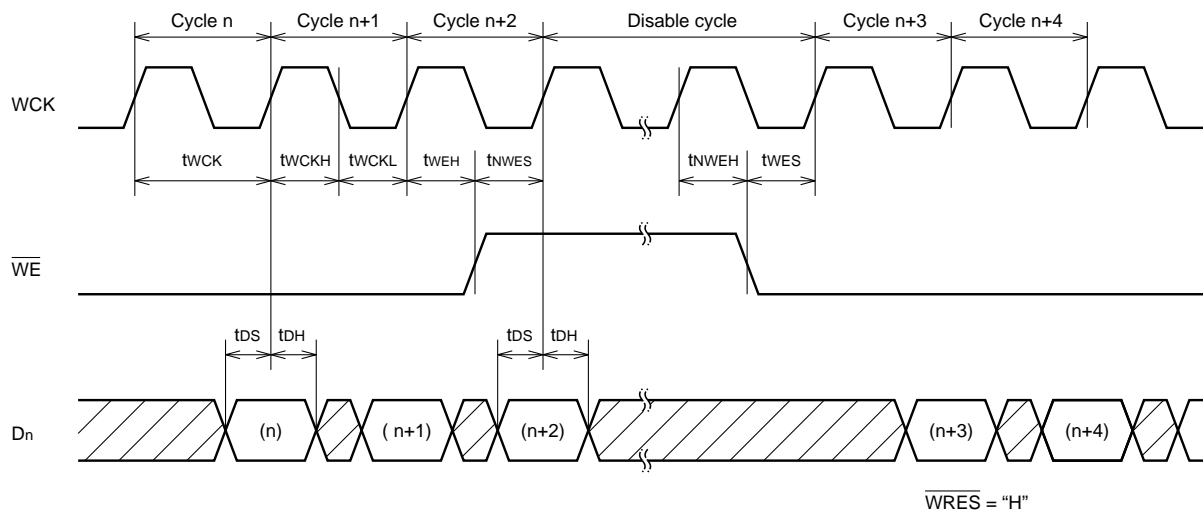 Cycle n Cycle n+1 Cycle n+2 Disable cycle Cycle n+3 Cycle n+4
WCK
tWCK tWCKH tWCKL tWEH tNWES tNWEH tWES
WE
tDS tDH tDS tDH
Dn (n) ( n+1) (n+2) (n+3) (n+4)
WRES = “H”